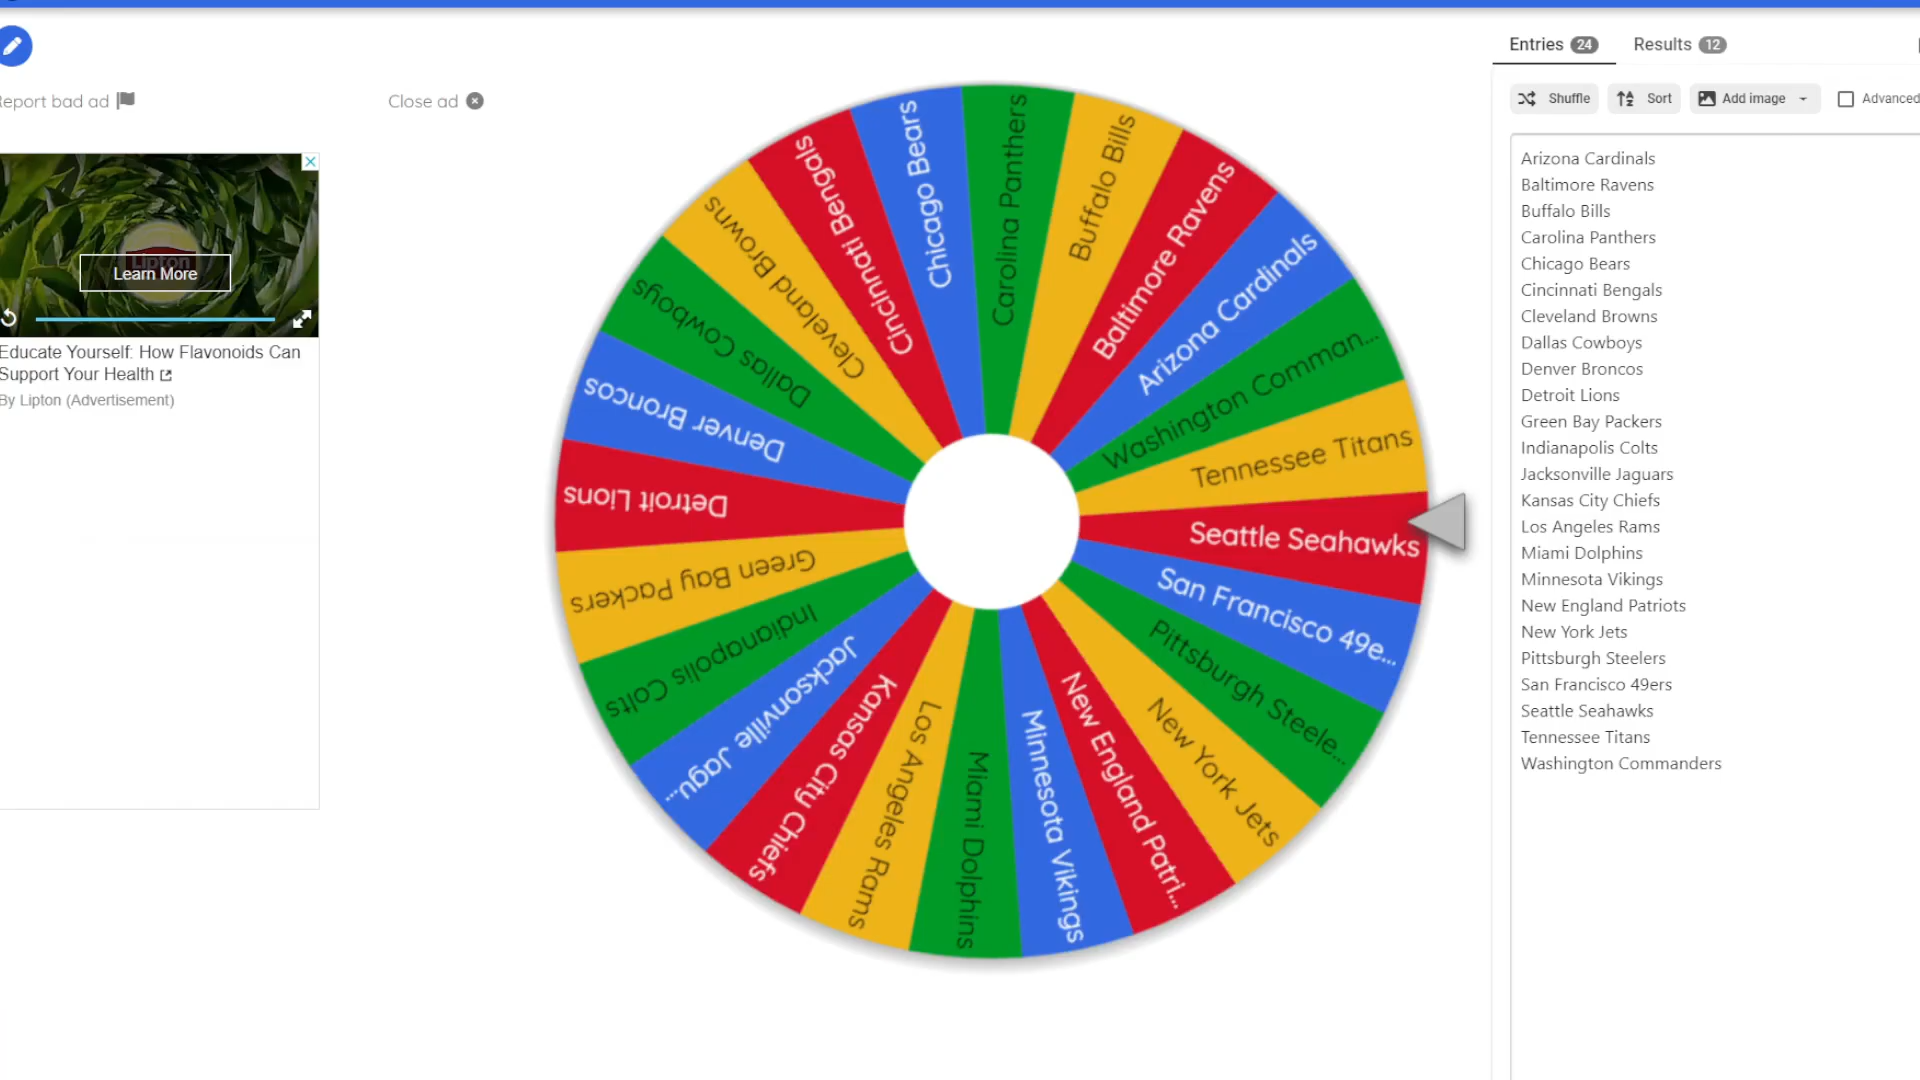 Entries 24
Results 12
Report bad ad
Close ad
Shuffle
Sort
Add image
Advanced
Lipton
Learn More
Educate Yourself: How Flavonoids Can
Support Your Health
By Lipton (Advertisement)
Carolina Panthers
Buffalo Bills
Baltimore Ravens
Arizona Cardinals
Washington Comman...
Tennessee Titans
Seattle Seahawks
San Francisco 49e...
Pittsburgh Steele...
New York Jets
New England Patri...
Minnesota Vikings
Miami Dolphins
Los Angeles Rams
Kansas City Chiefs
Jacksonville Jagu...
Indianapolis Colts
Green Bay Packers
Detroit Lions
Denver Broncos
Dallas Cowboys
Cleveland Browns
Cincinnati Bengals
Chicago Bears
Arizona Cardinals
Baltimore Ravens
Buffalo Bills
Carolina Panthers
Chicago Bears
Cincinnati Bengals
Cleveland Browns
Dallas Cowboys
Denver Broncos
Detroit Lions
Green Bay Packers
Indianapolis Colts
Jacksonville Jaguars
Kansas City Chiefs
Los Angeles Rams
Miami Dolphins
Minnesota Vikings
New England Patriots
New York Jets
Pittsburgh Steelers
San Francisco 49ers
Seattle Seahawks
Tennessee Titans
Washington Commanders